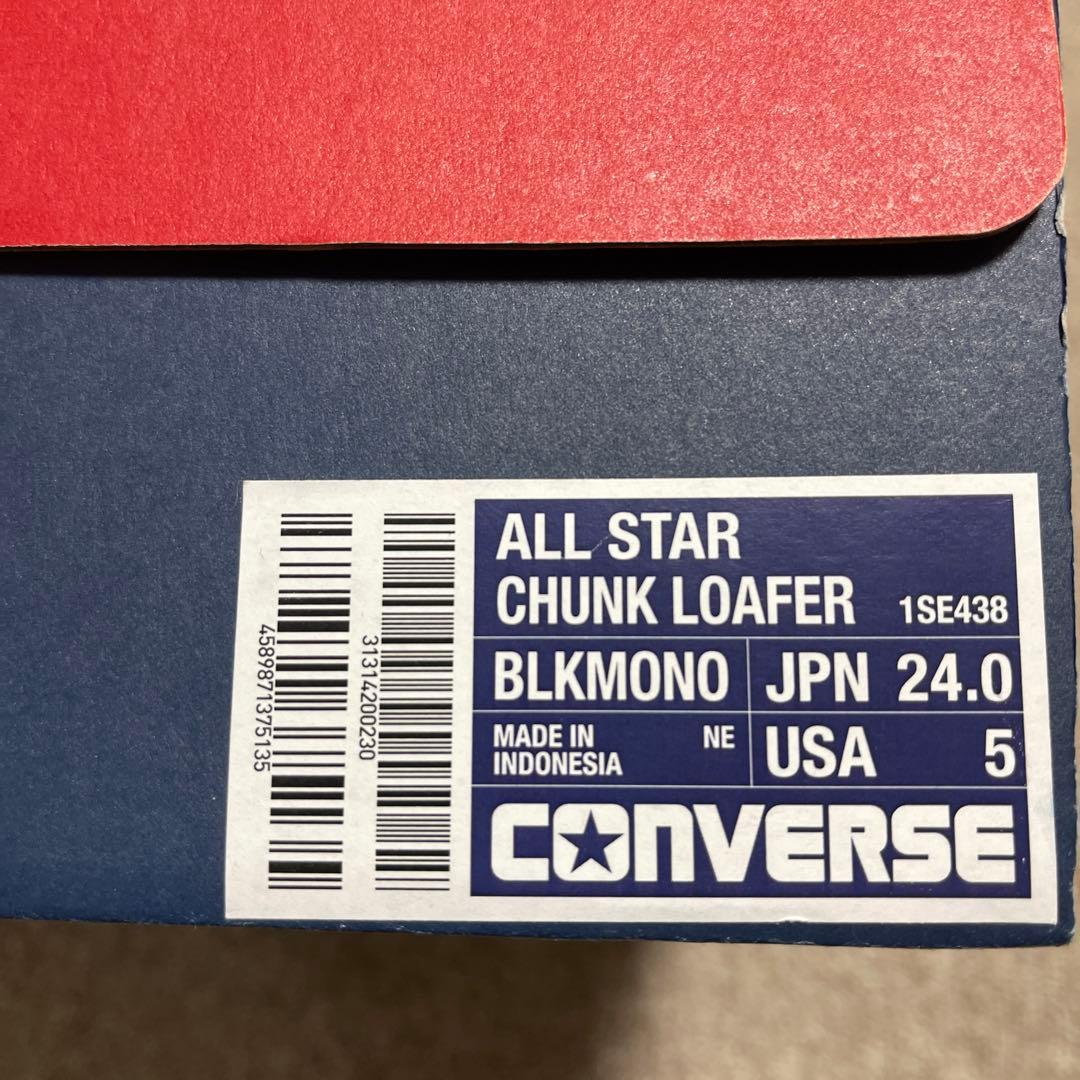 ALL STAR
CHUNK LOAFER 1SE438
BLKMONO JPN 24.0
MADE IN INDONESIA NE USA 5
CONVERSE
4589871375135
31314200230